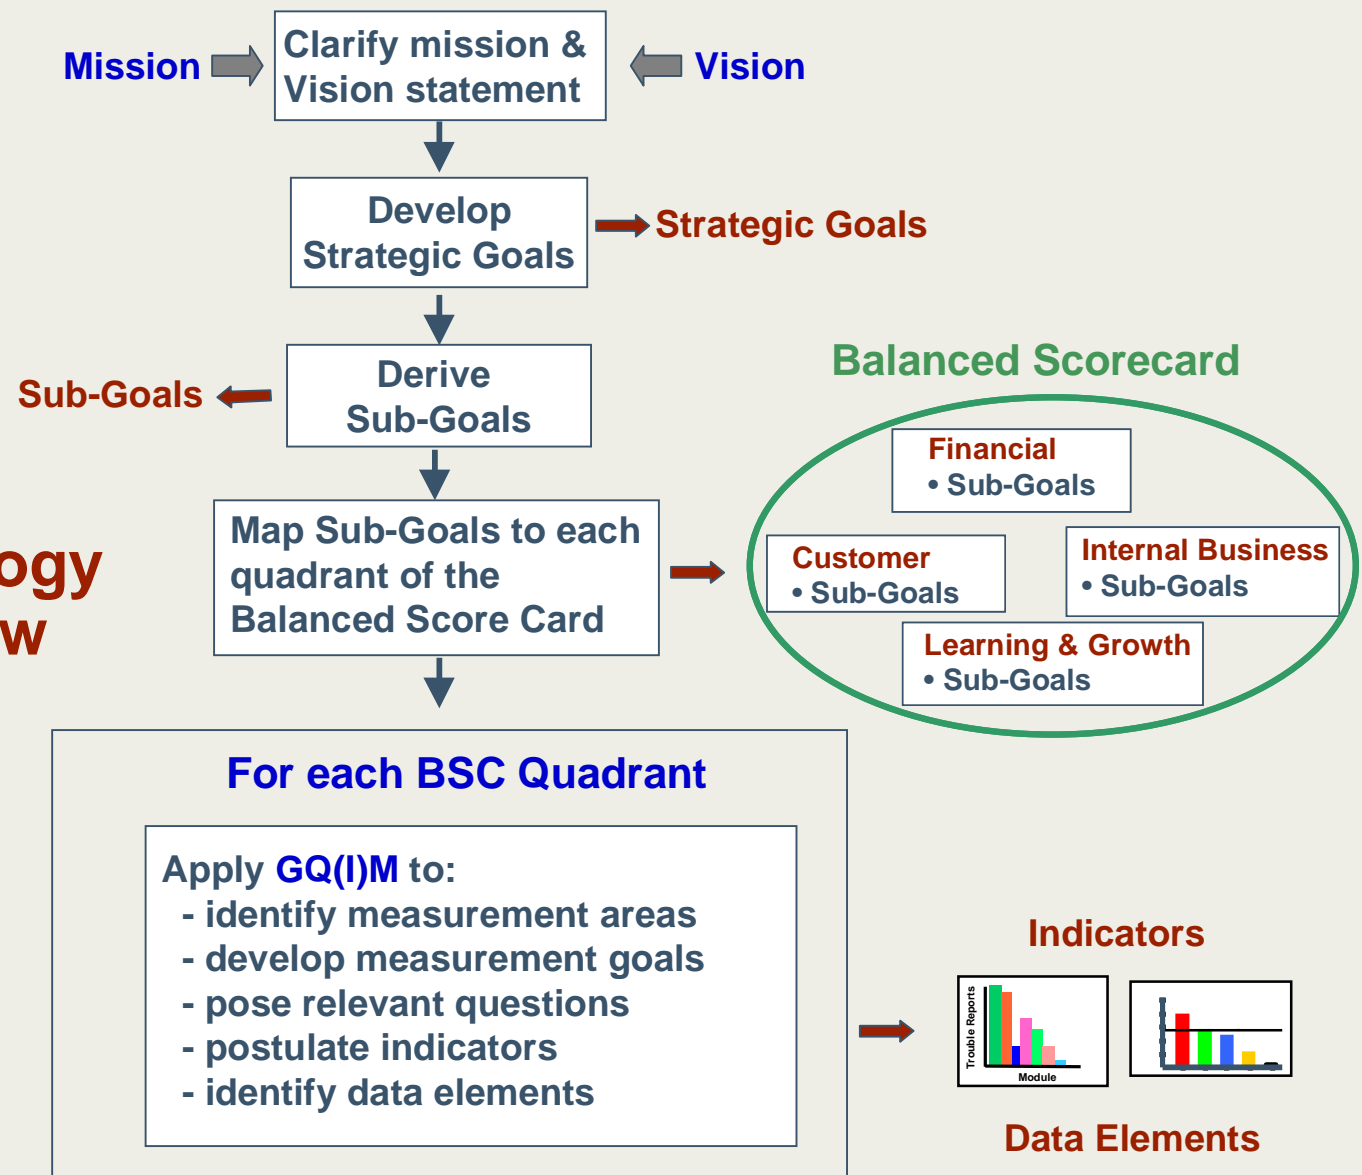 Mission
Clarify mission &
Vision statement
Vision
Develop
Strategic Goals
Strategic Goals
Derive
Sub-Goals
Sub-Goals
Balanced Scorecard
Financial
• Sub-Goals
Customer
• Sub-Goals
Internal Business
• Sub-Goals
Learning & Growth
• Sub-Goals
Map Sub-Goals to each
quadrant of the
Balanced Score Card
ogy
w
For each BSC Quadrant
Apply GQ(I)M to:
- identify measurement areas
- develop measurement goals
- pose relevant questions
- postulate indicators
- identify data elements
Indicators
Trouble Reports
Module
Data Elements